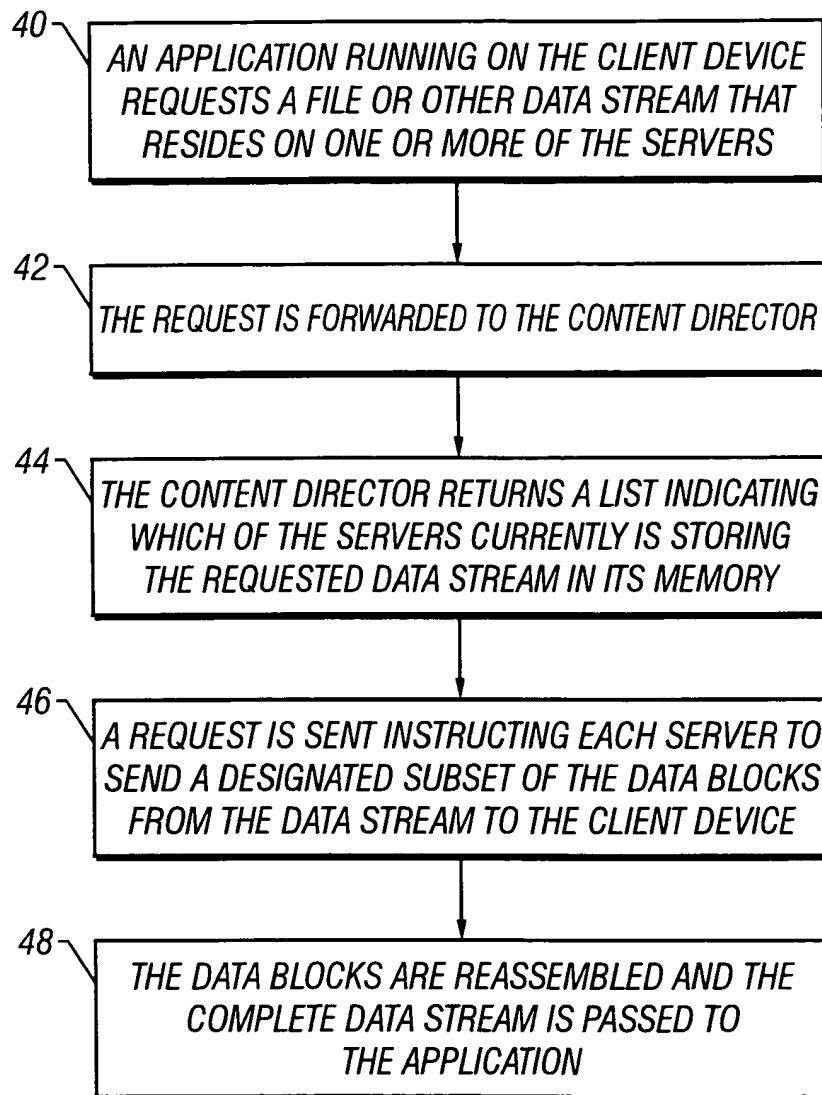 40
AN APPLICATION RUNNING ON THE CLIENT DEVICE
REQUESTS A FILE OR OTHER DATA STREAM THAT
RESIDES ON ONE OR MORE OF THE SERVERS
42
THE REQUEST IS FORWARDED TO THE CONTENT DIRECTOR
44
THE CONTENT DIRECTOR RETURNS A LIST INDICATING
WHICH OF THE SERVERS CURRENTLY IS STORING
THE REQUESTED DATA STREAM IN ITS MEMORY
46
A REQUEST IS SENT INSTRUCTING EACH SERVER TO
SEND A DESIGNATED SUBSET OF THE DATA BLOCKS
FROM THE DATA STREAM TO THE CLIENT DEVICE
48
THE DATA BLOCKS ARE REASSEMBLED AND THE
COMPLETE DATA STREAM IS PASSED TO
THE APPLICATION